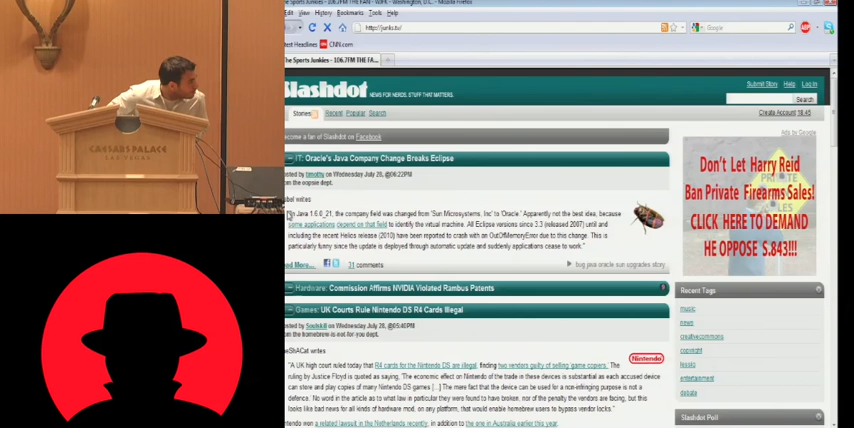 The Sports Junkies - 106.7FM THE FAN - WJFK - Washington, D.C. - Mozilla Firefox
Edit View History Bookmarks Tools Help
http://junks.tv/
Google
ABP
test Headlines CNN.com
The Sports Junkies - 106.7FM THE FA...
CAESARS PALACE
LAS VEGAS
Slashdot
NEWS FOR NERDS, STUFF THAT MATTERS.
Submit Story Help Log In
Search
Stories Recent Popular Search
Create Account 18:45
become a fan of Slashdot on Facebook
Ads by Google
IT: Oracle's Java Company Change Breaks Eclipse
posted by timothy on Wednesday July 28, @06:22PM
from the oopsie dept.
writes
"In Java 1.6.0_21, the company field was changed from 'Sun Microsystems, Inc' to 'Oracle.' Apparently not the best idea, because
some applications depend on that field to identify the virtual machine. All Eclipse versions since 3.3 (released 2007) until and
including the recent Helios release (2010) have been reported to crash with an OutOfMemoryError due to this change. This is
particularly funny since the update is deployed through automatic update and suddenly applications cease to work."
Read More... 31 comments
bug java oracle sun upgrades story
Don't Let Harry Reid
Ban Private Firearms Sales!
CLICK HERE TO DEMAND
HE OPPOSE S.843!!!
Hardware: Commission Affirms NVIDIA Violated Rambus Patents
Games: UK Courts Rule Nintendo DS R4 Cards Illegal
posted by Soulskill on Wednesday July 28, @05:40PM
from the homebrew-is-not-for-you dept.
eShACat writes
Nintendo
"A UK high court ruled today that R4 cards for the Nintendo DS are illegal, finding two vendors guilty of selling game copiers.' The
ruling by Justice Floyd is quoted as saying, 'The economic effect on Nintendo of the trade in these devices is substantial as each accused device
can store and play copies of many Nintendo DS games [...] The mere fact that the device can be used for a non-infringing purpose is not a
defence. No word in the article as to what law in particular they were found to have broken, nor of the penalty the vendors are facing, but this
looks like bad news for all kinds of hardware mod, on any platform, that would enable homebrew users to bypass vendor locks."
Nintendo won a related lawsuit in the Netherlands recently, in addition to the one in Australia earlier this year.
Recent Tags
music
news
creativecommons
copyright
lessig
entertainment
debate
Slashdot Poll